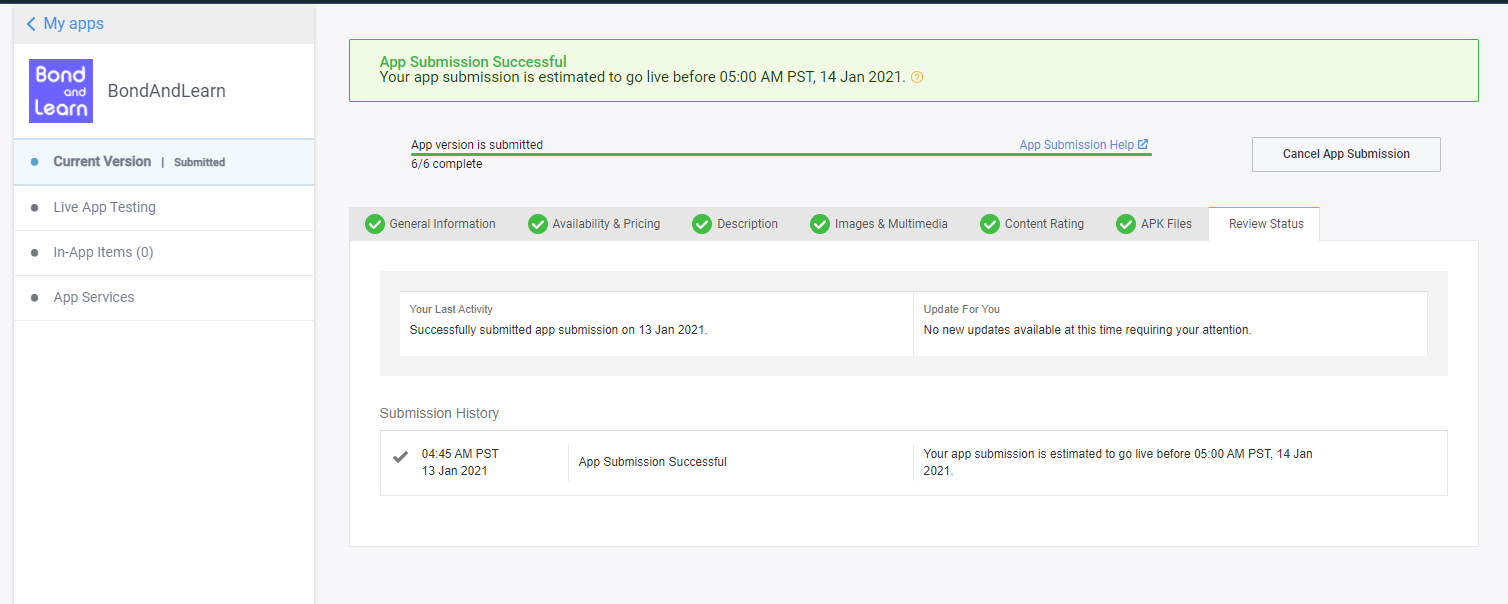 My apps
Bond
and
Learn
BondAndLearn
Current Version | Submitted
Live App Testing
In-App Items (0)
App Services
App Submission Successful
Your app submission is estimated to go live before 05:00 AM PST, 14 Jan 2021. ?
App version is submitted
App Submission Help
6/6 complete
Cancel App Submission
General Information
Availability & Pricing
Description
Images & Multimedia
Content Rating
APK Files
Review Status
Your Last Activity
Successfully submitted app submission on 13 Jan 2021.
Update For You
No new updates available at this time requiring your attention.
Submission History
04:45 AM PST
13 Jan 2021
App Submission Successful
Your app submission is estimated to go live before 05:00 AM PST, 14 Jan
2021.